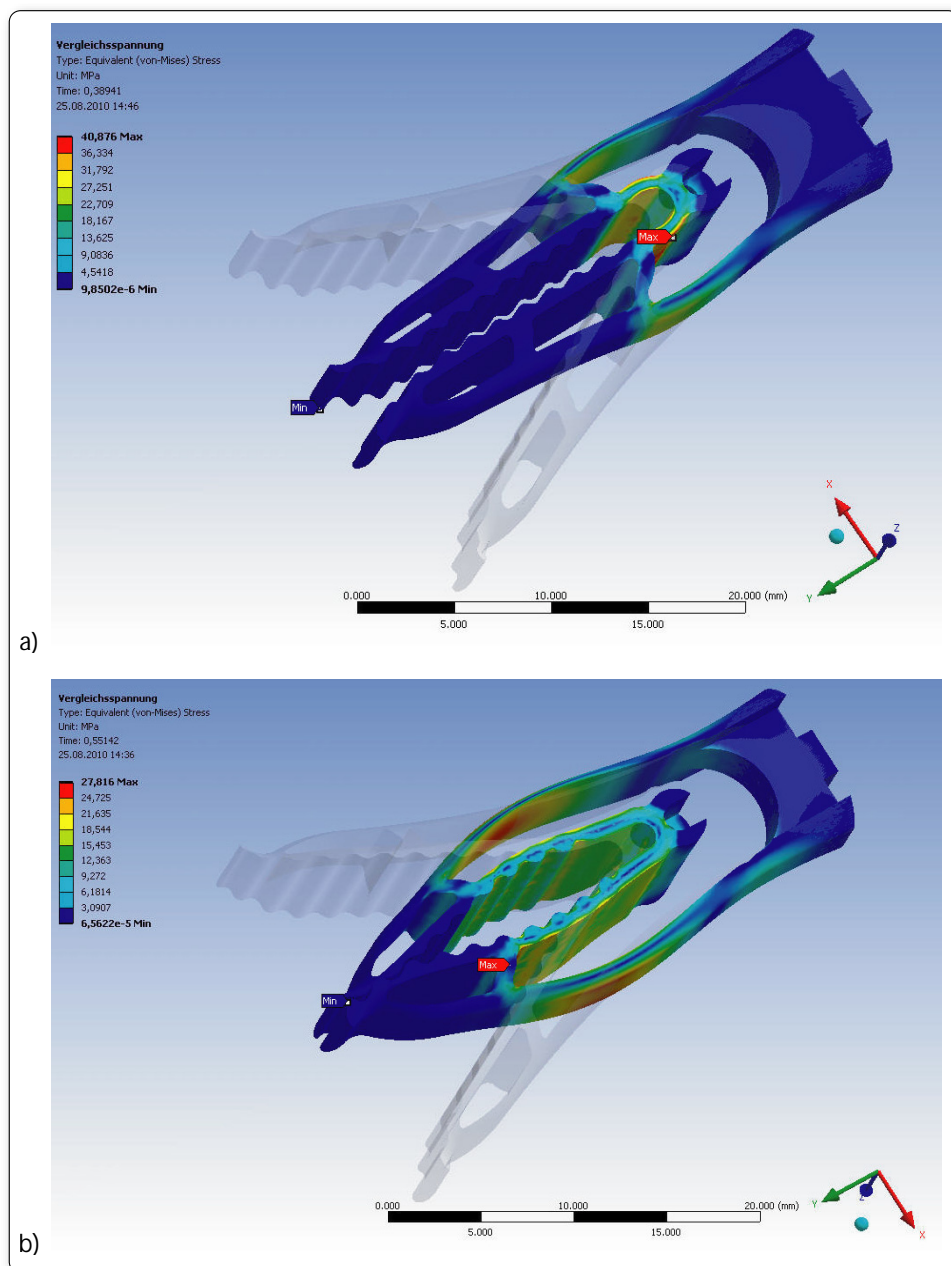 Vergleichsspannung
Type: Equivalent (von-Mises) Stress
Unit: MPa
Time: 0,38941
25.08.2010 14:46
40,876 Max
36,334
31,792
27,251
22,709
18,167
13,625
9,0836
4,5418
9,8502e-6 Min
Max
Min
X
Z
Y
0.000 10.000 20.000 (mm)
5.000 15.000
a)
Vergleichsspannung
Type: Equivalent (von-Mises) Stress
Unit: MPa
Time: 0,55142
25.08.2010 14:36
27,816 Max
24,725
21,635
18,544
15,453
12,363
9,272
6,1814
3,0907
6,5622e-5 Min
Max
Min
Y
Z
X
0.000 10.000 20.000 (mm)
5.000 15.000
b)